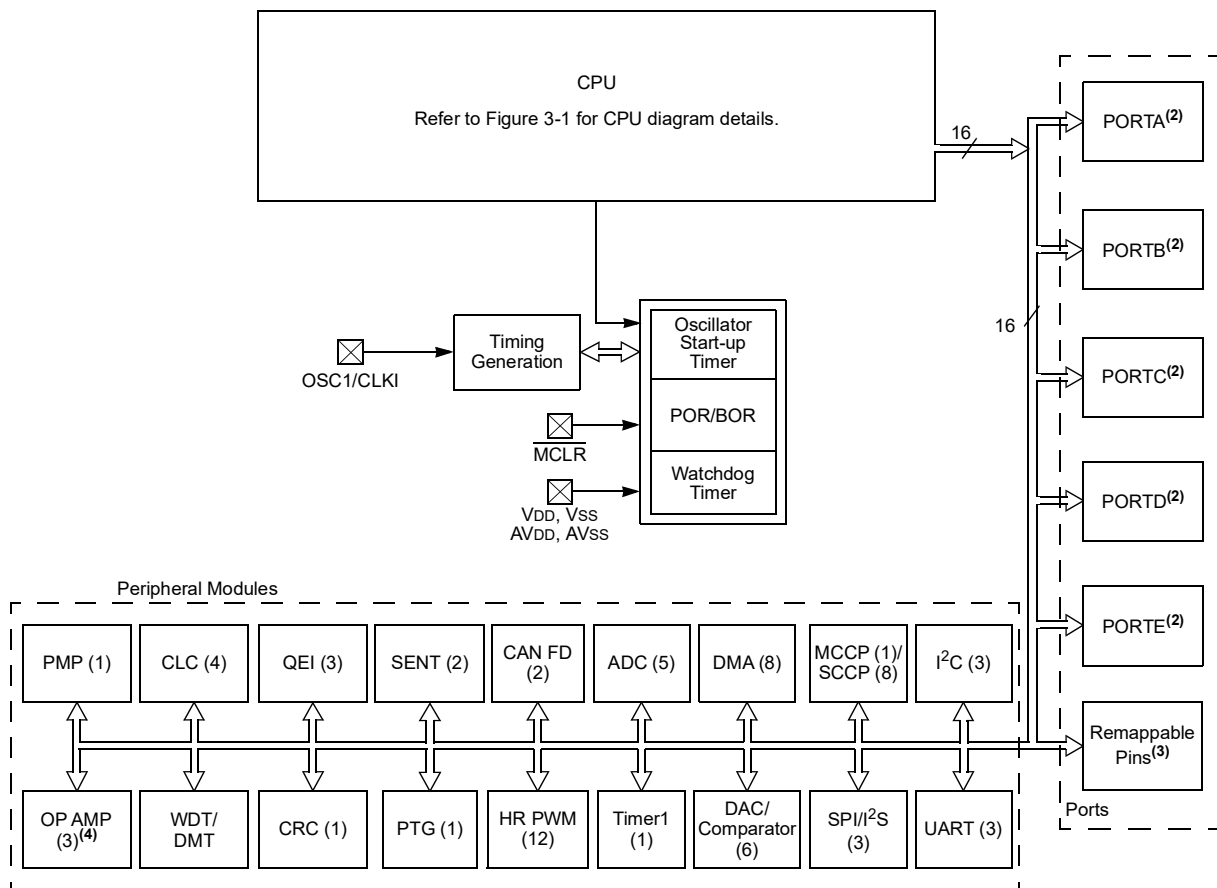 CPU
Refer to Figure 3-1 for CPU diagram details.
16
PORTA(2)
PORTB(2)
16
PORTC(2)
PORTD(2)
PORTE(2)
Remappable
Pins(3)
Ports
OSC1/CLKI
Timing
Generation
Oscillator
Start-up
Timer
POR/BOR
Watchdog
Timer
MCLR
VDD, VSS
AVDD, AVSS
Peripheral Modules
PMP (1)
CLC (4)
QEI (3)
SENT (2)
CAN FD
(2)
ADC (5)
DMA (8)
MCCP (1)/
SCCP (8)
I2C (3)
OP AMP
(3)(4)
WDT/
DMT
CRC (1)
PTG (1)
HR PWM
(12)
Timer1
(1)
DAC/
Comparator
(6)
SPI/I2S
(3)
UART (3)